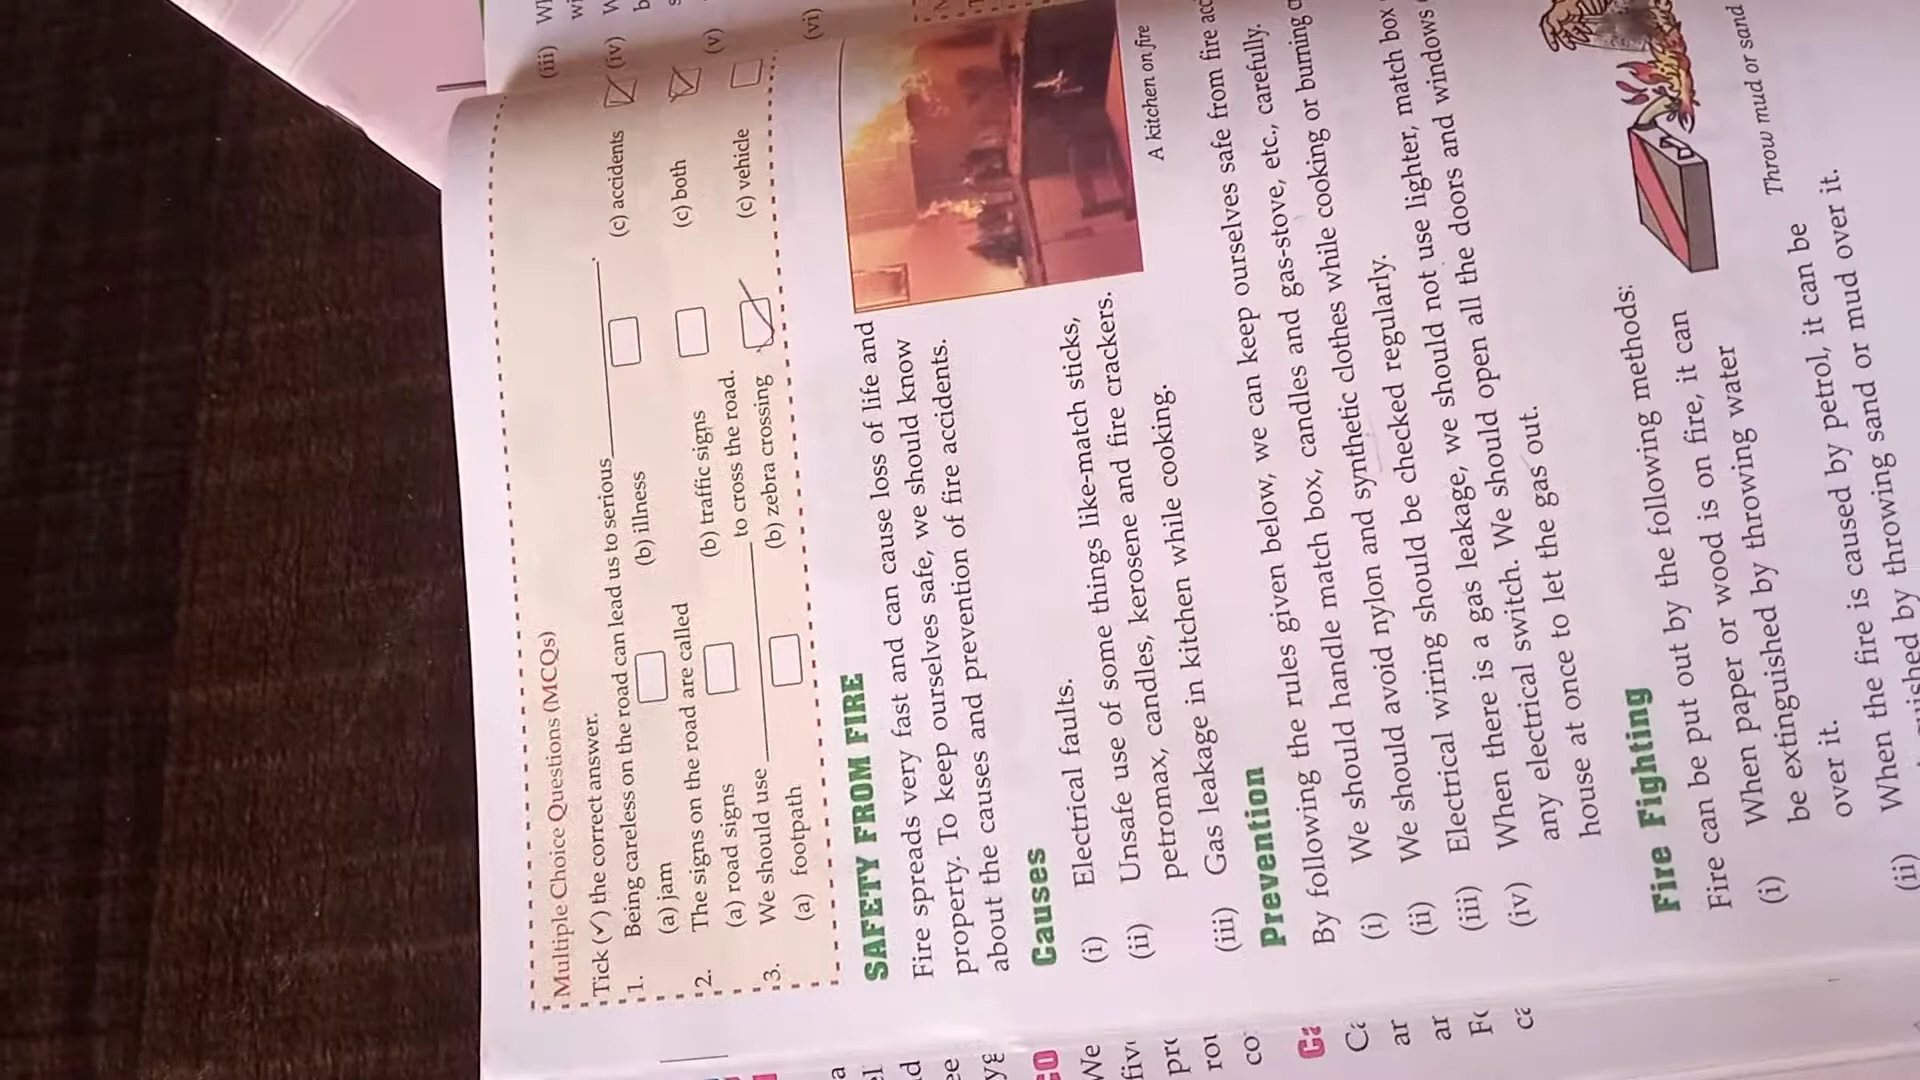 Multiple Choice Questions (MCQs)
Tick (✓) the correct answer.
1. Being careless on the road can lead us to serious ____________.
(a) jam (b) illness (c) accidents
2. The signs on the road are called
(a) road signs (b) traffic signs (c) both
3. We should use ____________ to cross the road.
(a) footpath (b) zebra crossing (c) vehicle
SAFETY FROM FIRE
Fire spreads very fast and can cause loss of life and
property. To keep ourselves safe, we should know
about the causes and prevention of fire accidents.
Causes
(i) Electrical faults.
(ii) Unsafe use of some things like-match sticks,
petromax, candles, kerosene and fire crackers.
(iii) Gas leakage in kitchen while cooking.
A kitchen on fire
Prevention
By following the rules given below, we can keep ourselves safe from fire
(i) We should handle match box, candles and gas-stove, etc., carefully.
(ii) We should avoid nylon and synthetic clothes while cooking or burning
(iii) Electrical wiring should be checked regularly.
(iv) When there is a gas leakage, we should not use lighter, match box
any electrical switch. We should open all the doors and windows
house at once to let the gas out.
Fire Fighting
Fire can be put out by the following methods:
(i) When paper or wood is on fire, it can
be extinguished by throwing water
over it.
Throw mud or sand
(ii) When the fire is caused by petrol, it can be
by throwing sand or mud over it.
(iii)
(iv)
(v)
(vi)
We